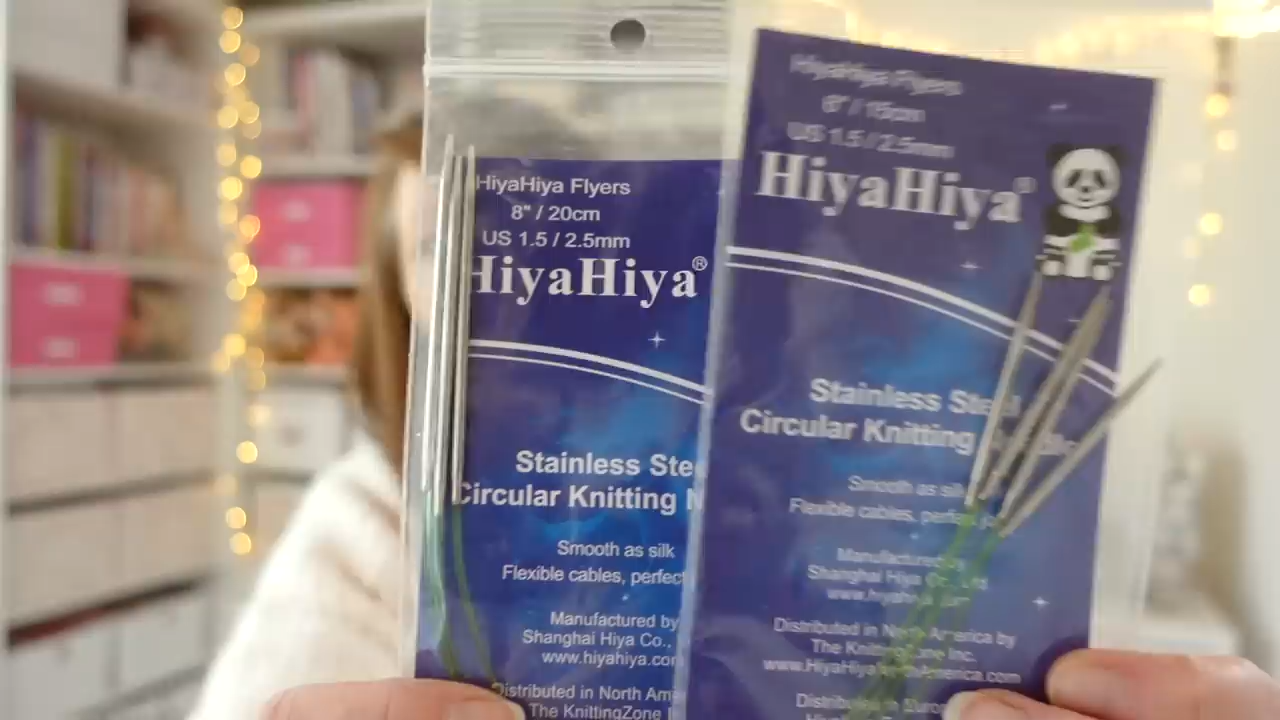 HiyaHiya Flyers
8" / 20cm
US 1.5 / 2.5mm
HiyaHiya®
Stainless Stee
Circular Knitting N
Smooth as silk
Flexible cables, perfect
Manufactured by
Shanghai Hiya Co.,
www.hiyahiya.com
Distributed in North Ame
The KnittingZone I
HiyaHiya Flyers
6" / 15cm
US 1.5 / 2.5mm
HiyaHiya®
Stainless Steel
Circular Knitting
Smooth as silk
Flexible cables, perfect
Manufactured by
Shanghai Hiya Co., Ltd
www.hiyahiya.com
Distributed in North America by
The KnittingZone Inc.
www.HiyaHiyaNorthAmerica.com
Distributed in Europe